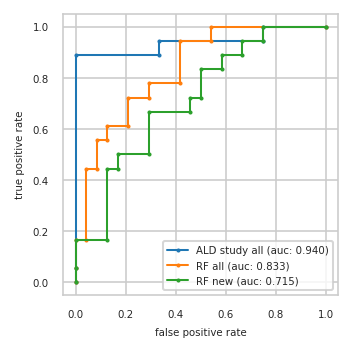 1.0
0.8
0.6
0.4
0.2
0.0
true positive rate
ALD study all (auc: 0.940)
RF all (auc: 0.833)
RF new (auc: 0.715)
0.0 0.2 0.4 0.6 0.8 1.0
false positive rate